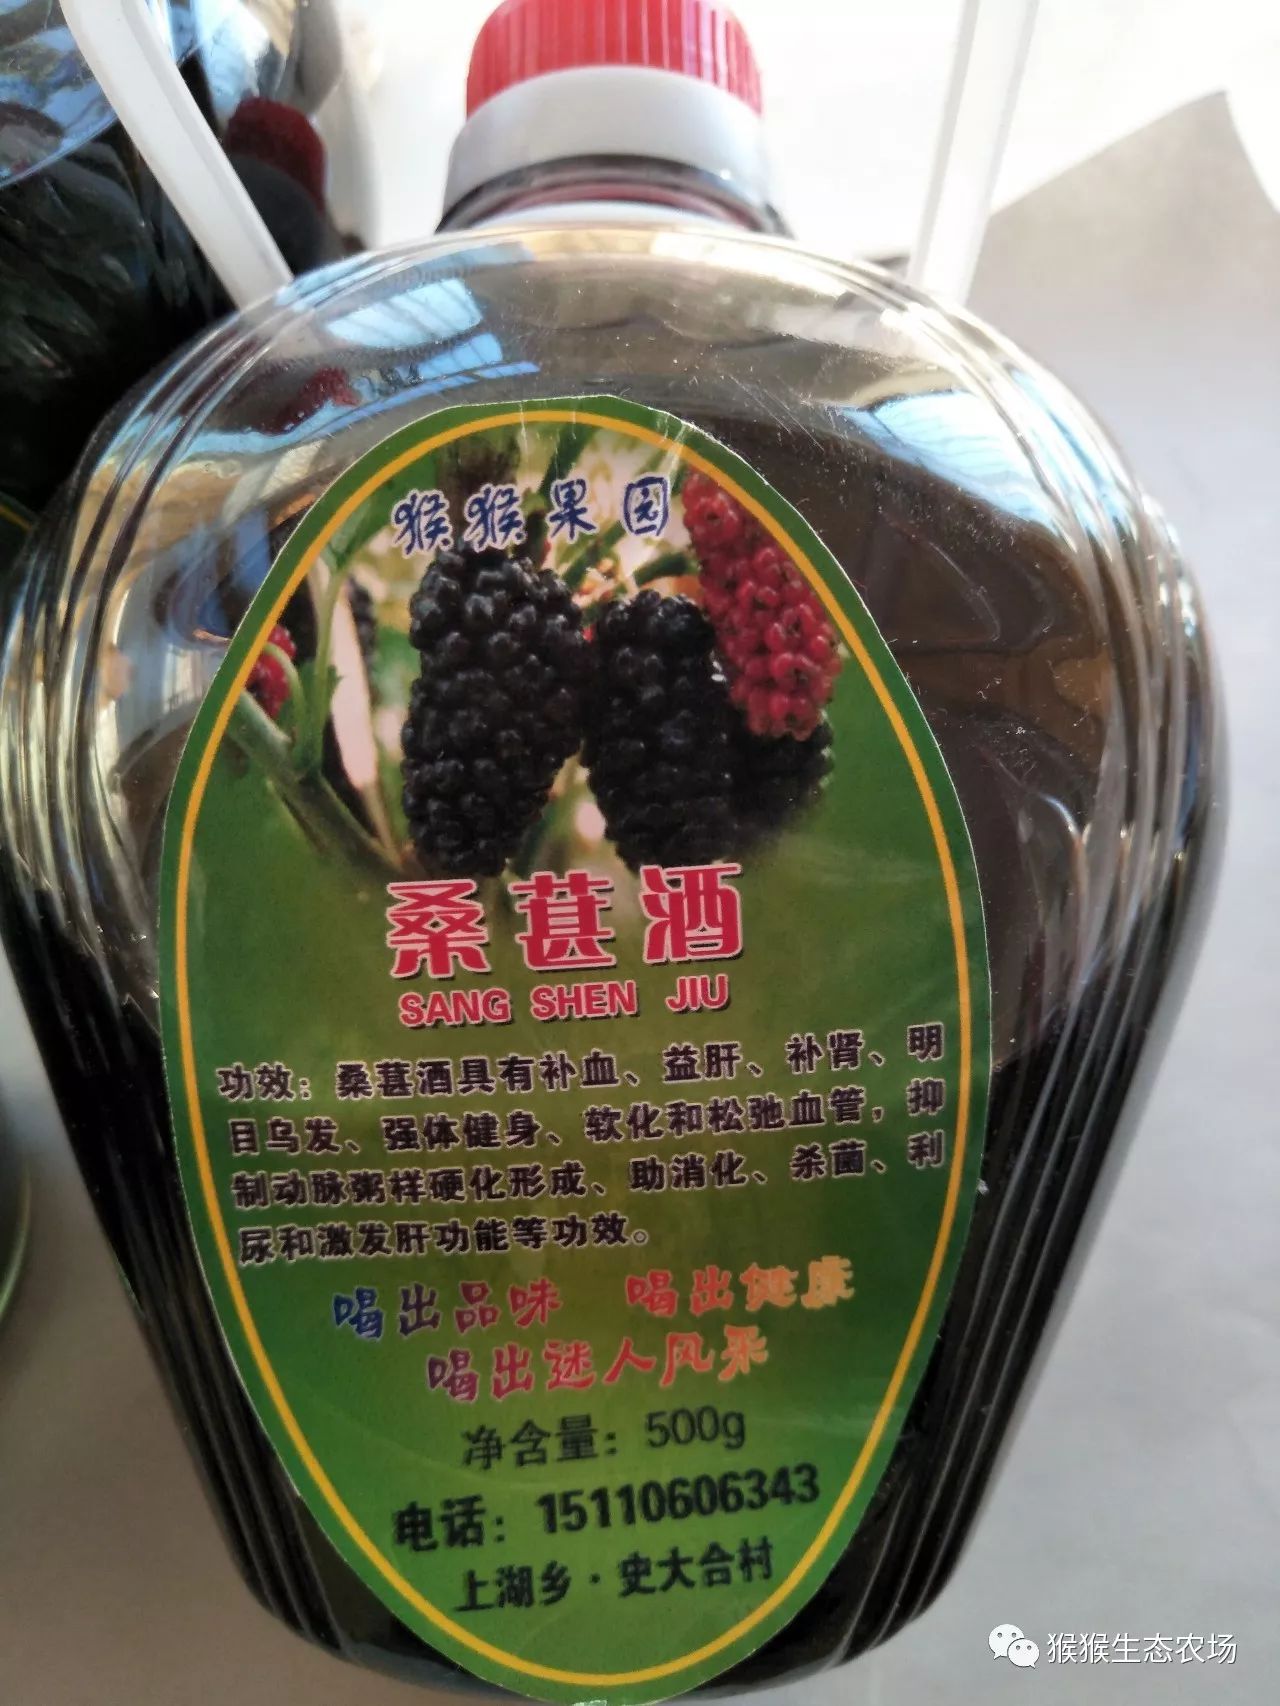 猴猴果园
桑葚酒
SANG SHEN JIU
功效：桑葚酒具有补血、益肝、补肾、明
目乌发、强体健身、软化和松弛血管，抑
制动脉粥样硬化形成、助消化、杀菌、利
尿和激发肝功能等功效。
喝出品味 喝出健康
喝出迷人风采
净含量：500g
电话：15110606343
上湖乡·史大合村
猴猴生态农场